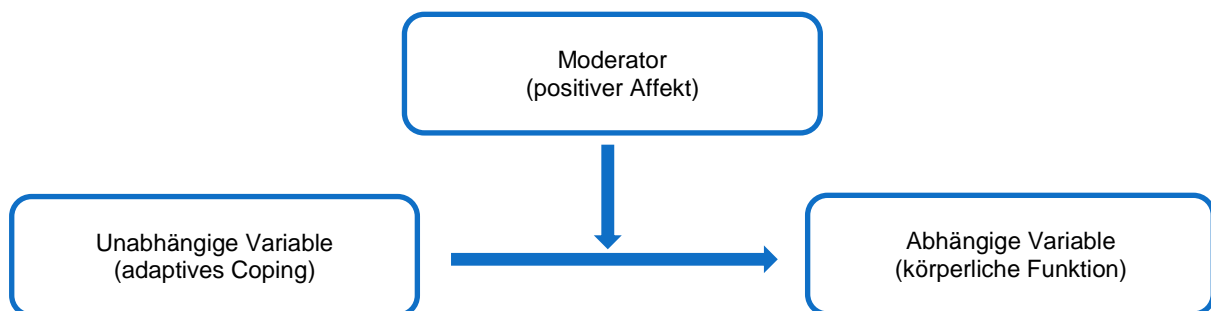 Moderator
(positiver Affekt)
Unabhängige Variable
(adaptives Coping)
Abhängige Variable
(körperliche Funktion)